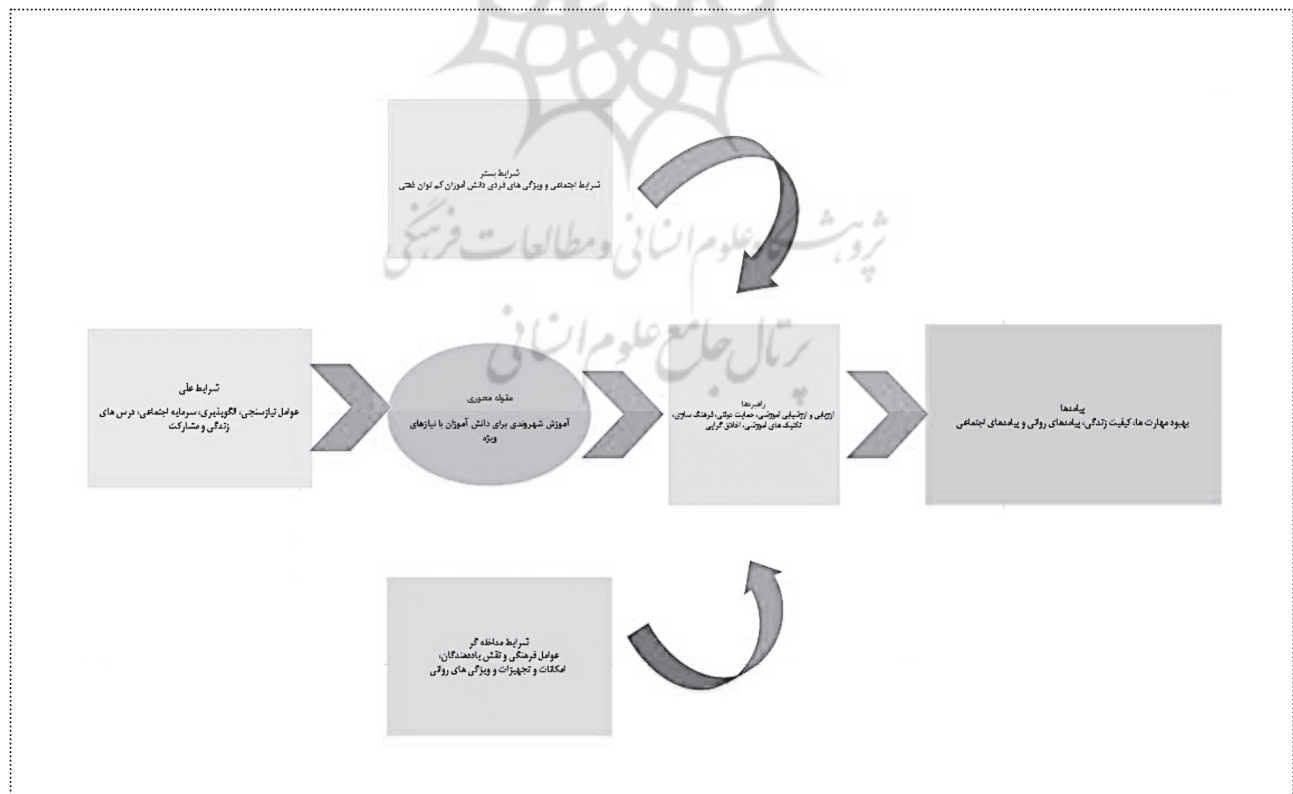 شرایط بستر
شرایط اجتماعی و ویژگی های فردی دانش آموزان کم توان ذهنی
پژوهشگاه علوم انسانی و مطالعات فرهنگی
پرتال جامع علوم انسانی
شرایط علّی
عوامل نیازسنجی، الگوپذیری، سرمایه اجتماعی، درس های
زندگی و مشارکت
مقوله محوری
آموزش شهروندی برای دانش آموزان با نیازهای
ویژه
راهبردها
ارزیابی و ارزشیابی آموزشی، حمایت دولتی، فرهنگ سازی،
تکنیک های آموزشی، اخلاق گرایی
پیامدها
بهبود مهارت ها، کیفیت زندگی، پیامدهای روانی و پیامدهای اجتماعی
شرایط مداخله گر
عوامل فرهنگی و نقش یاددهندگان،
امکانات و تجهیزات و ویژگی های روانی